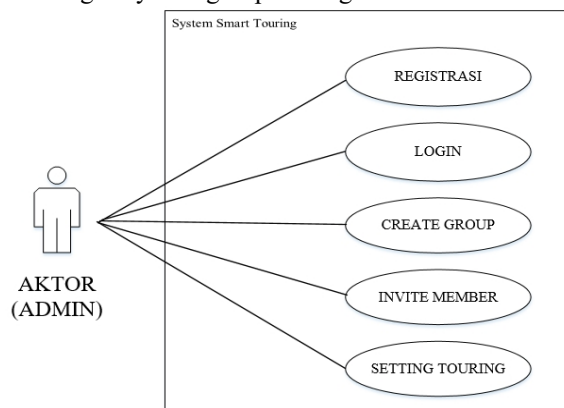 System Smart Touring
REGISTRASI
LOGIN
CREATE GROUP
INVITE MEMBER
SETTING TOURING
AKTOR
(ADMIN)